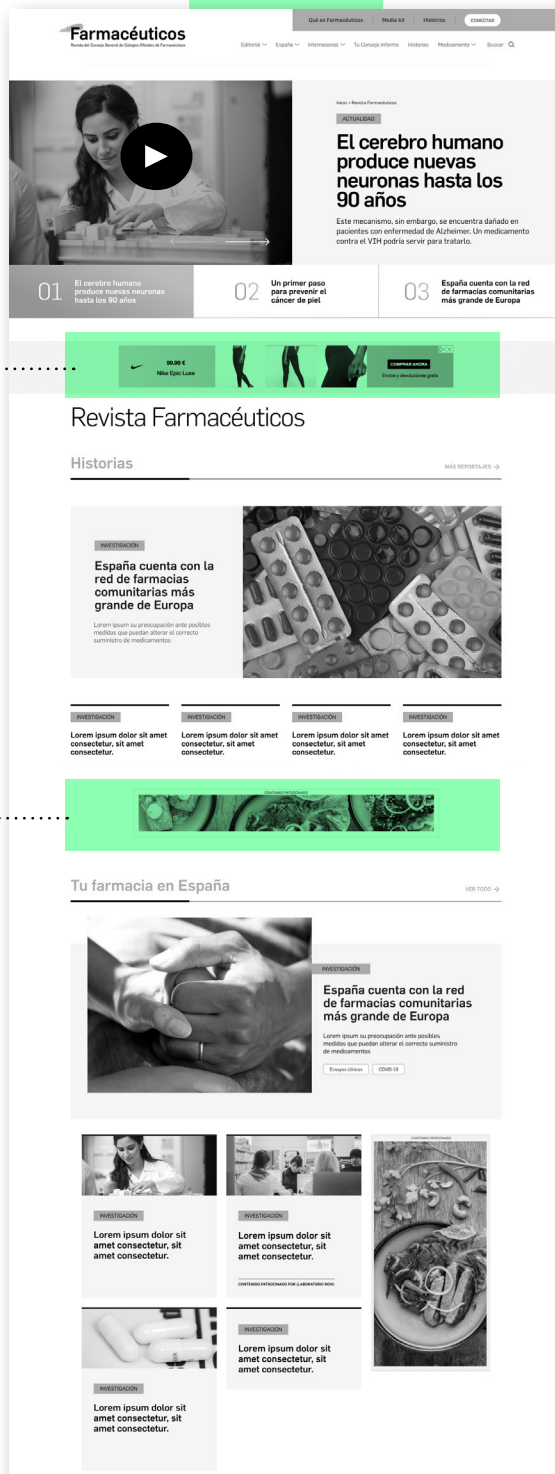 Qué es Farmacéuticos
Media kit
Histórico
CONECTAR
Farmacéuticos
Revista del Consejo General de Colegios Oficiales de Farmacéuticos
Editorial
España
Internacional
Tu Consejo informa
Historias
Medicamento
Buscar
Inicio > Revista Farmacéuticos
ACTUALIDAD
El cerebro humano
produce nuevas
neuronas hasta los
90 años
Este mecanismo, sin embargo, se encuentra dañado en
pacientes con enfermedad de Alzheimer. Un medicamento
contra el VIH podría servir para tratarlo.
01
El cerebro humano
produce nuevas neuronas
hasta los 90 años
02
Un primer paso
para prevenir el
cáncer de piel
03
España cuenta con la red
de farmacias comunitarias
más grande de Europa
99.99 €
Nike Epic Luxe
COMPRAR AHORA
Envíos y devoluciones gratis
Revista Farmacéuticos
Historias
MÁS REPORTAJES
INVESTIGACIÓN
España cuenta con la
red de farmacias
comunitarias más
grande de Europa
Lorem ipsum su preocupación ante posibles
medidas que puedan alterar el correcto
suministro de medicamentos
INVESTIGACIÓN
Lorem ipsum dolor sit amet
consectetur, sit amet
consectetur.
INVESTIGACIÓN
Lorem ipsum dolor sit amet
consectetur, sit amet
consectetur.
INVESTIGACIÓN
Lorem ipsum dolor sit amet
consectetur, sit amet
consectetur.
INVESTIGACIÓN
Lorem ipsum dolor sit amet
consectetur, sit amet
consectetur.
CONTENIDO PATROCINADO
Tu farmacia en España
VER TODO
INVESTIGACIÓN
España cuenta con la red
de farmacias comunitarias
más grande de Europa
Lorem ipsum su preocupación ante posibles
medidas que puedan alterar el correcto suministro
de medicamentos
Ensayos clínicos
COVID-19
INVESTIGACIÓN
Lorem ipsum dolor sit
amet consectetur, sit
amet consectetur.
INVESTIGACIÓN
Lorem ipsum dolor sit
amet consectetur, sit
amet consectetur.
CONTENIDO PATROCINADO POR (LABORATORIO ROVI)
CONTENIDO PATROCINADO
INVESTIGACIÓN
Lorem ipsum dolor sit
amet consectetur, sit
amet consectetur.
INVESTIGACIÓN
Lorem ipsum dolor sit
amet consectetur, sit
amet consectetur.